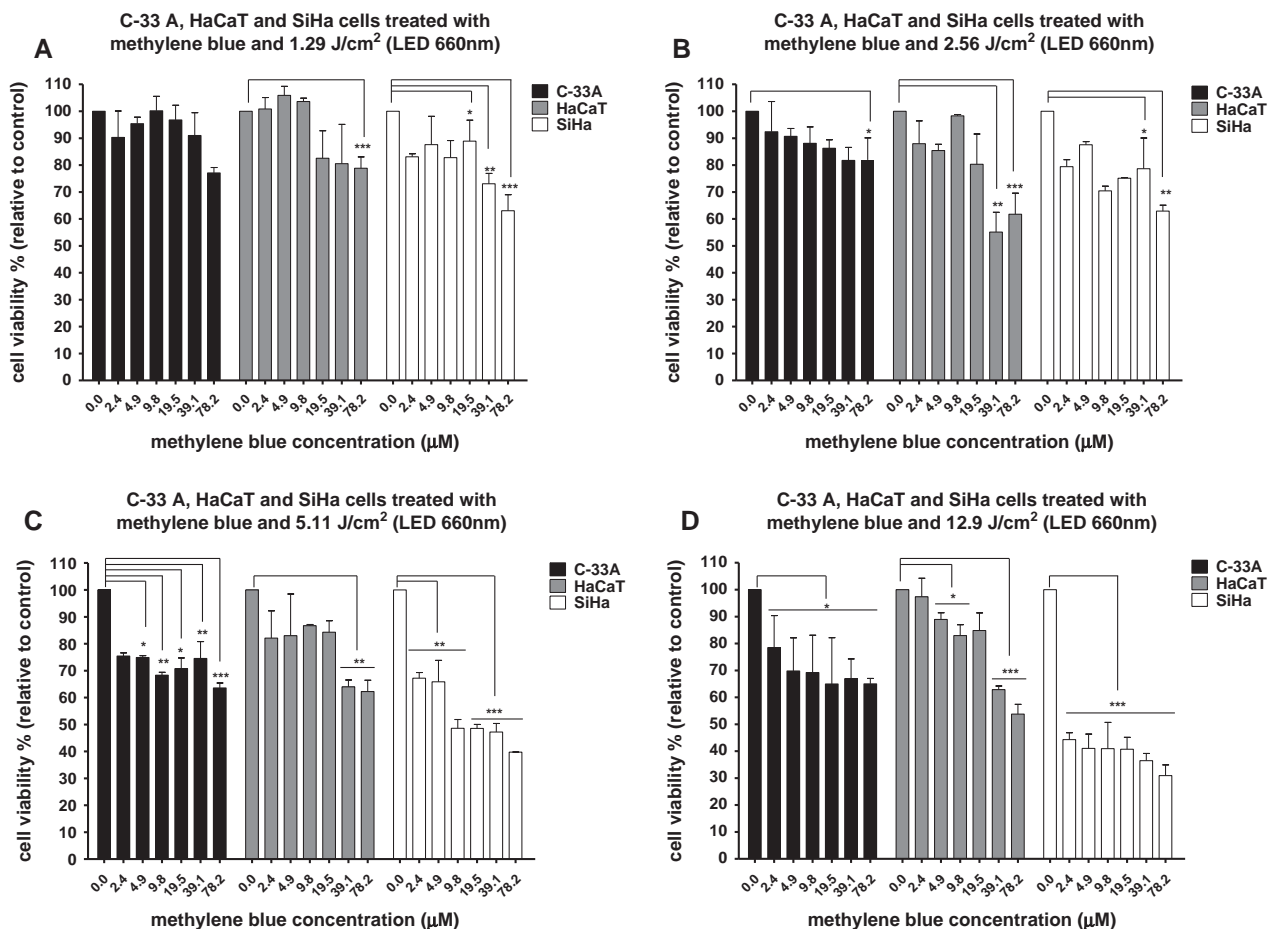 A
C-33 A, HaCaT and SiHa cells treated with
methylene blue and 1.29 J/cm² (LED 660nm)
cell viability % (relative to control)
110
100
90
80
70
60
50
40
30
20
10
0
***
*
**
***
C-33A
HaCaT
SiHa
0.0 2.4 4.9 9.8 19.5 39.1 78.2 0.0 2.4 4.9 9.8 19.5 39.1 78.2 0.0 2.4 4.9 9.8 19.5 39.1 78.2
methylene blue concentration (µM)
B
C-33 A, HaCaT and SiHa cells treated with
methylene blue and 2.56 J/cm² (LED 660nm)
cell viability % (relative to control)
110
100
90
80
70
60
50
40
30
20
10
0
*
**
***
*
**
C-33A
HaCaT
SiHa
0.0 2.4 4.9 9.8 19.5 39.1 78.2 0.0 2.4 4.9 9.8 19.5 39.1 78.2 0.0 2.4 4.9 9.8 19.5 39.1 78.2
methylene blue concentration (µM)
C
C-33 A, HaCaT and SiHa cells treated with
methylene blue and 5.11 J/cm² (LED 660nm)
cell viability % (relative to control)
110
100
90
80
70
60
50
40
30
20
10
0
*
**
*
**
***
**
**
***
C-33A
HaCaT
SiHa
0.0 2.4 4.9 9.8 19.5 39.1 78.2 0.0 2.4 4.9 9.8 19.5 39.1 78.2 0.0 2.4 4.9 9.8 19.5 39.1 78.2
methylene blue concentration (µM)
D
C-33 A, HaCaT and SiHa cells treated with
methylene blue and 12.9 J/cm² (LED 660nm)
cell viability % (relative to control)
110
100
90
80
70
60
50
40
30
20
10
0
*
*
***
***
C-33A
HaCaT
SiHa
0.0 2.4 4.9 9.8 19.5 39.1 78.2 0.0 2.4 4.9 9.8 19.5 39.1 78.2 0.0 2.4 4.9 9.8 19.5 39.1 78.2
methylene blue concentration (µM)